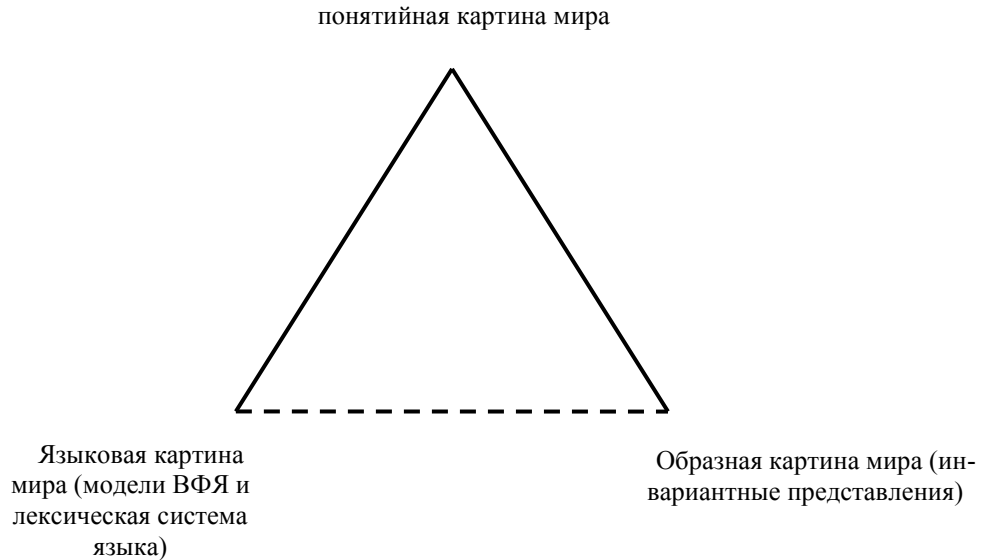 понятийная картина мира
Языковая картина
мира (модели ВФЯ и
лексическая система
языка)
Образная картина мира (ин-
вариантные представления)